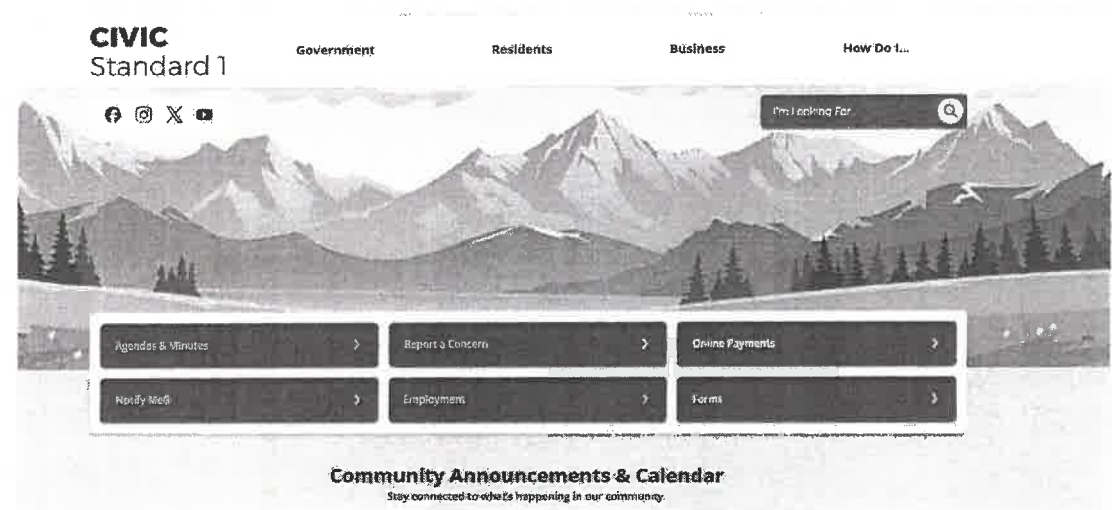 CIVIC
Standard 1
Government
Residents
Business
How Do I...
I'm Looking For...
Agendas & Minutes
Report a Concern
Online Payments
Notify Me®
Employment
Forms
Community Announcements & Calendar
Stay connected to what's happening in our community.